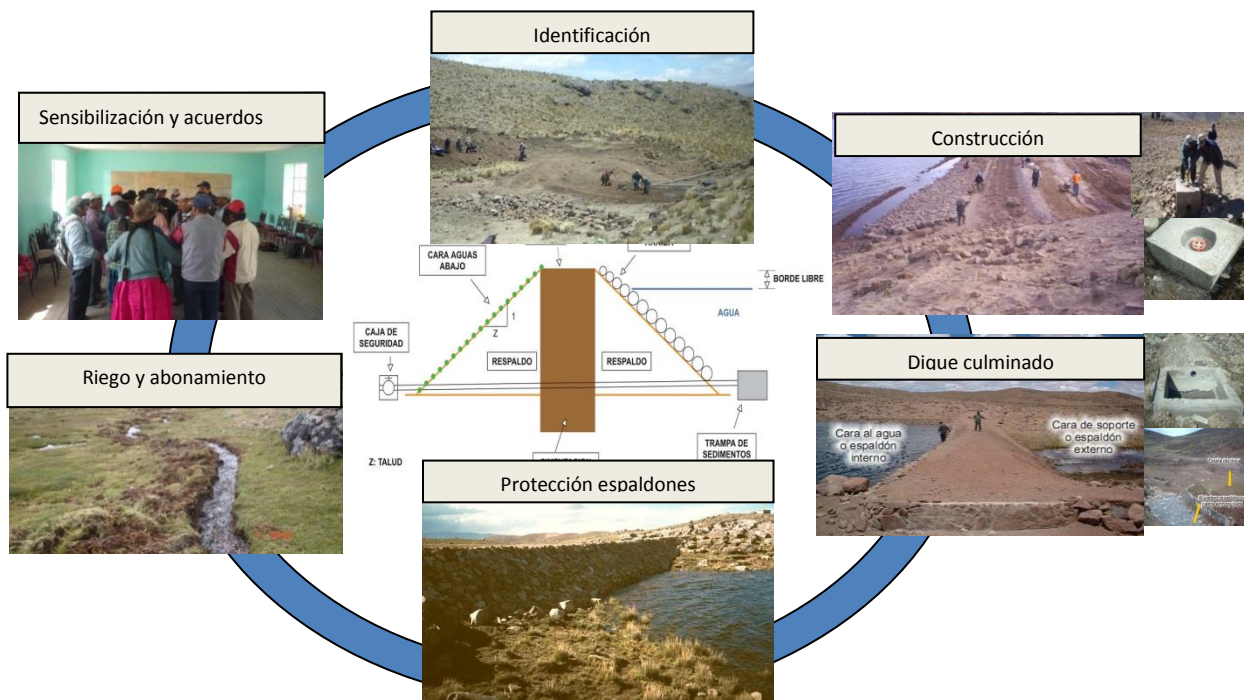 Identificación
Sensibilización y acuerdos
Construcción
CARA AGUAS
ABAJO
BORDE LIBRE
1
Z
AGUA
CAJA DE
SEGURIDAD
RESPALDO
RESPALDO
Riego y abonamiento
Dique culminado
Cara al agua
o espaldón
interno
Cara de soporte
o espaldón
externo
TRAMPA DE
SEDIMENTOS
Z: TALUD
Protección espaldones